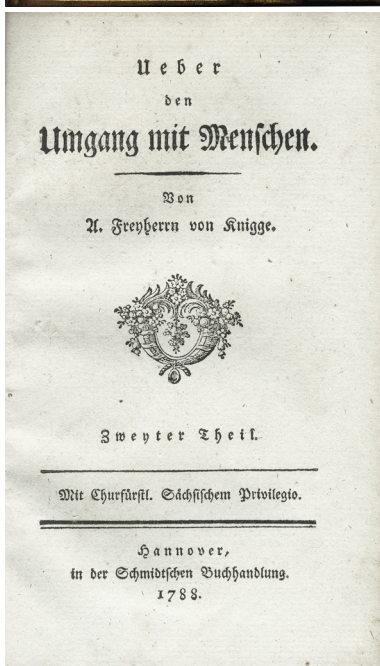 Ueber
den
Umgang mit Menschen.
Von
A. Freyherrn von Knigge.
Zweyter Theil.
Mit Churfürstl. Sächsischem Privilegio.
Hannover,
in der Schmidtschen Buchhandlung.
1788.